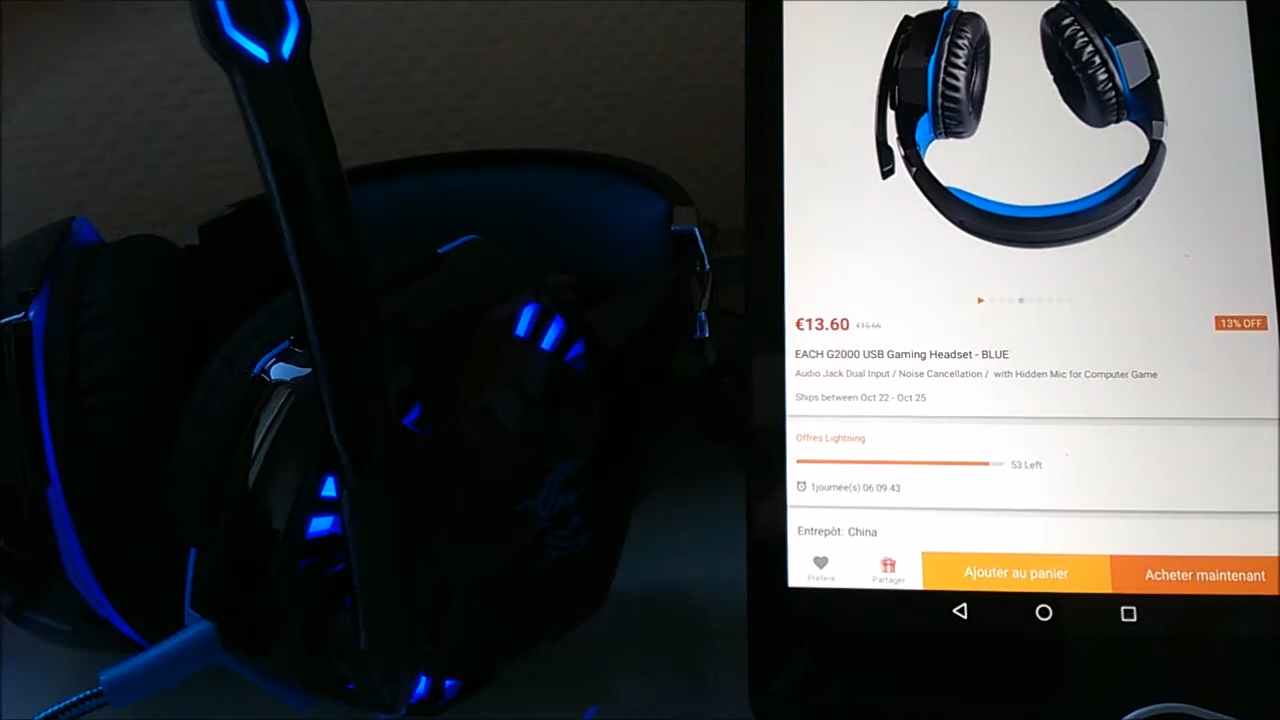 €13.60 €15.66
13% OFF
EACH G2000 USB Gaming Headset - BLUE
Audio Jack Dual Input / Noise Cancellation / with Hidden Mic for Computer Game
Ships between Oct 22 - Oct 25
Offres Lightning
53 Left
1journée(s) 06:09:43
Entrepôt: China
Préféré
Partager
Ajouter au panier
Acheter maintenant